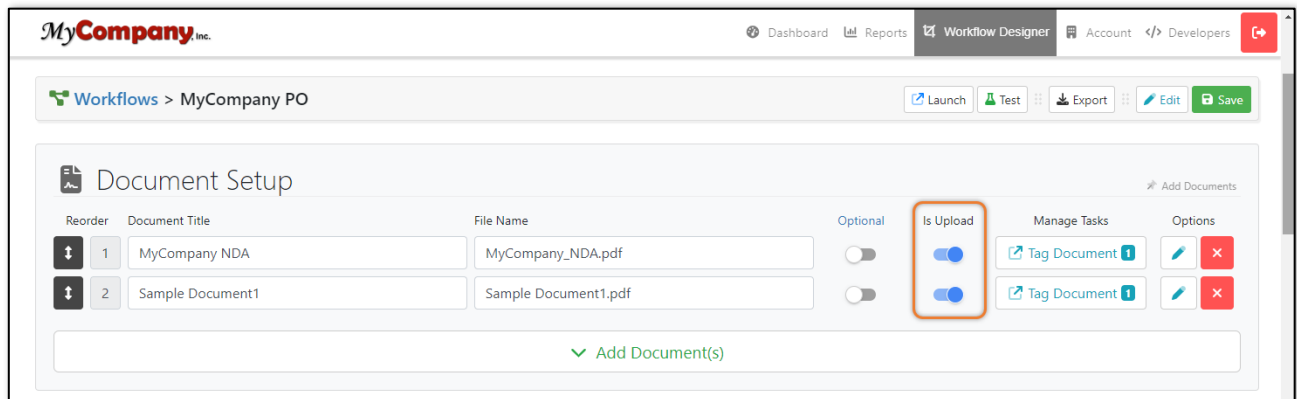 MyCompany, Inc.
Dashboard Reports Workflow Designer Account </> Developers
Workflows > MyCompany PO
Launch Test Export Edit Save
Document Setup
Add Documents
Reorder Document Title File Name Optional Is Upload Manage Tasks Options
1 MyCompany NDA MyCompany_NDA.pdf Tag Document 1
2 Sample Document1 Sample Document1.pdf Tag Document 1
Add Document(s)